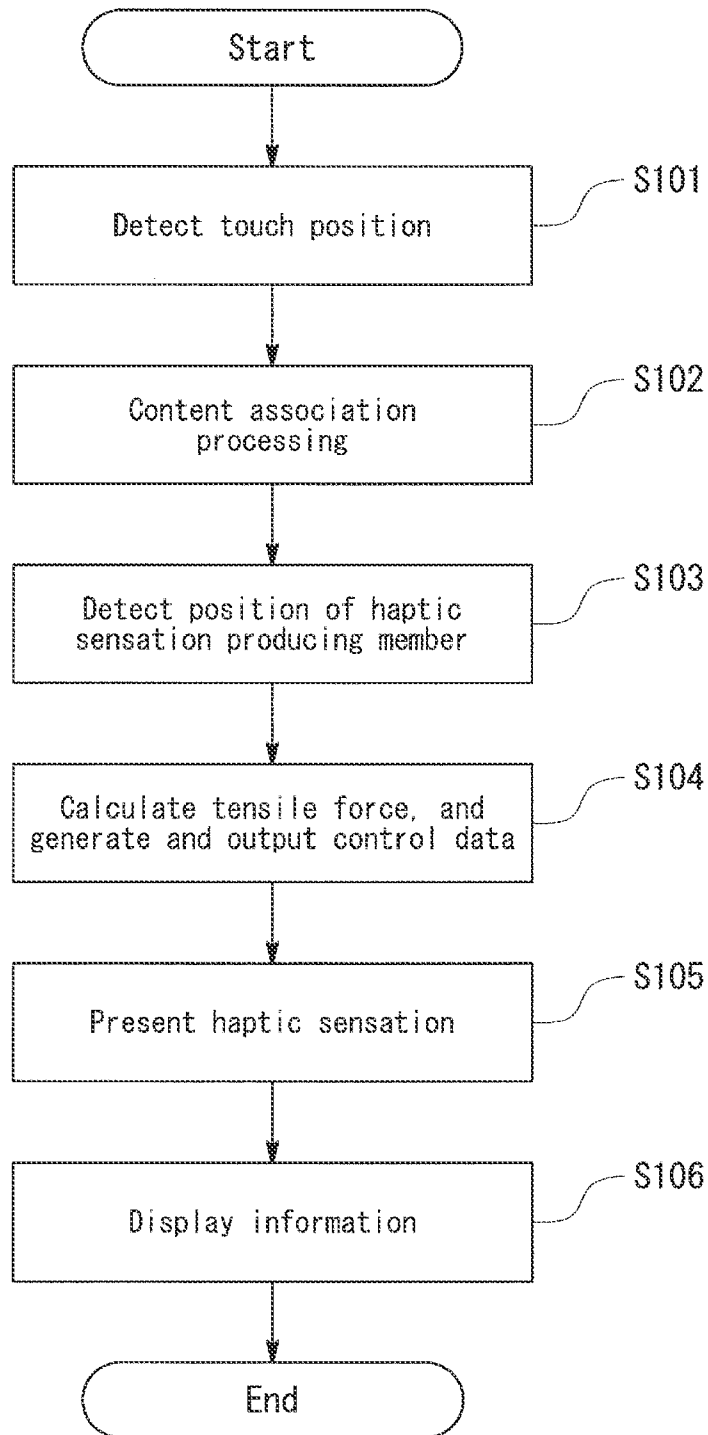 Start
Detect touch position
S101
Content association
processing
S102
Detect position of haptic
sensation producing member
S103
Calculate tensile force, and
generate and output control data
S104
Present haptic sensation
S105
Display information
S106
End